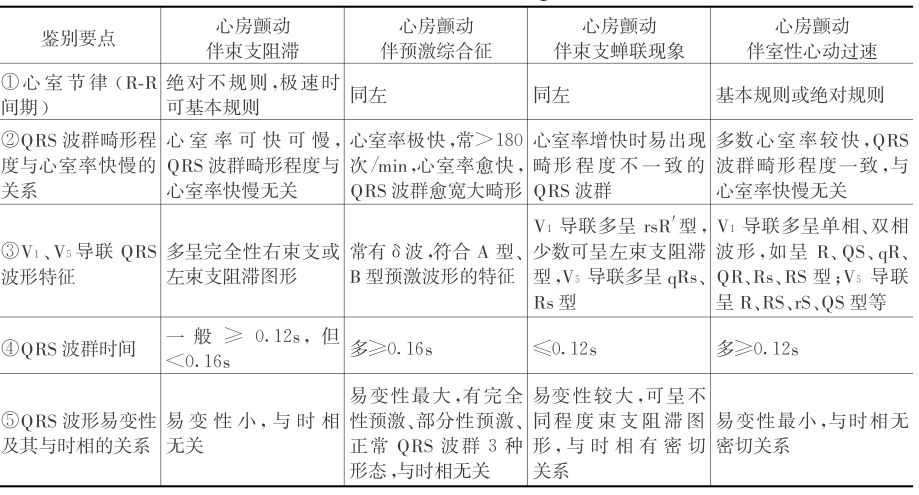 鉴别要点
心房颤动
伴束支阻滞
心房颤动
伴预激综合征
心房颤动
伴束支蝉联现象
心房颤动
伴室性心动过速
①心室节律(R-R
间期)
绝对不规则,极速时
可基本规则
同左
同左
基本规则或绝对规则
②QRS波群畸形程
度与心室率快慢的
关系
心室率可快可慢,
QRS波群畸形程度与
心室率快慢无关
心室率极快,常>180
次/min,心室率愈快,
QRS波群愈宽大畸形
心室率增快时易出现
畸形程度不一致的
QRS波群
多数心室率较快,QRS
波群畸形程度一致,与
心室率快慢无关
③V₁、V₅导联QRS
波形特征
多呈完全性右束支或
左束支阻滞图形
常有δ波,符合A型、
B型预激波形的特征
V₁导联多呈rsR′型,
少数可呈左束支阻滞
型,V₅导联多呈qRs、
Rs型
V₁导联多呈单相、双相
波形,如呈R、QS、qR、
QR、Rs、RS型;V₅导联
呈R、RS、rS、QS型等
④QRS波群时间
一般≥0.12s,但
<0.16s
多≥0.16s
≤0.12s
多≥0.12s
⑤QRS波形易变性
及其与时相的关系
易变性小,与时相
无关
易变性最大,有完全
性预激、部分性预激、
正常QRS波群3种
形态,与时相无关
易变性较大,可呈不
同程度束支阻滞图
形,与时相有密切
关系
易变性最小,与时相无
密切关系